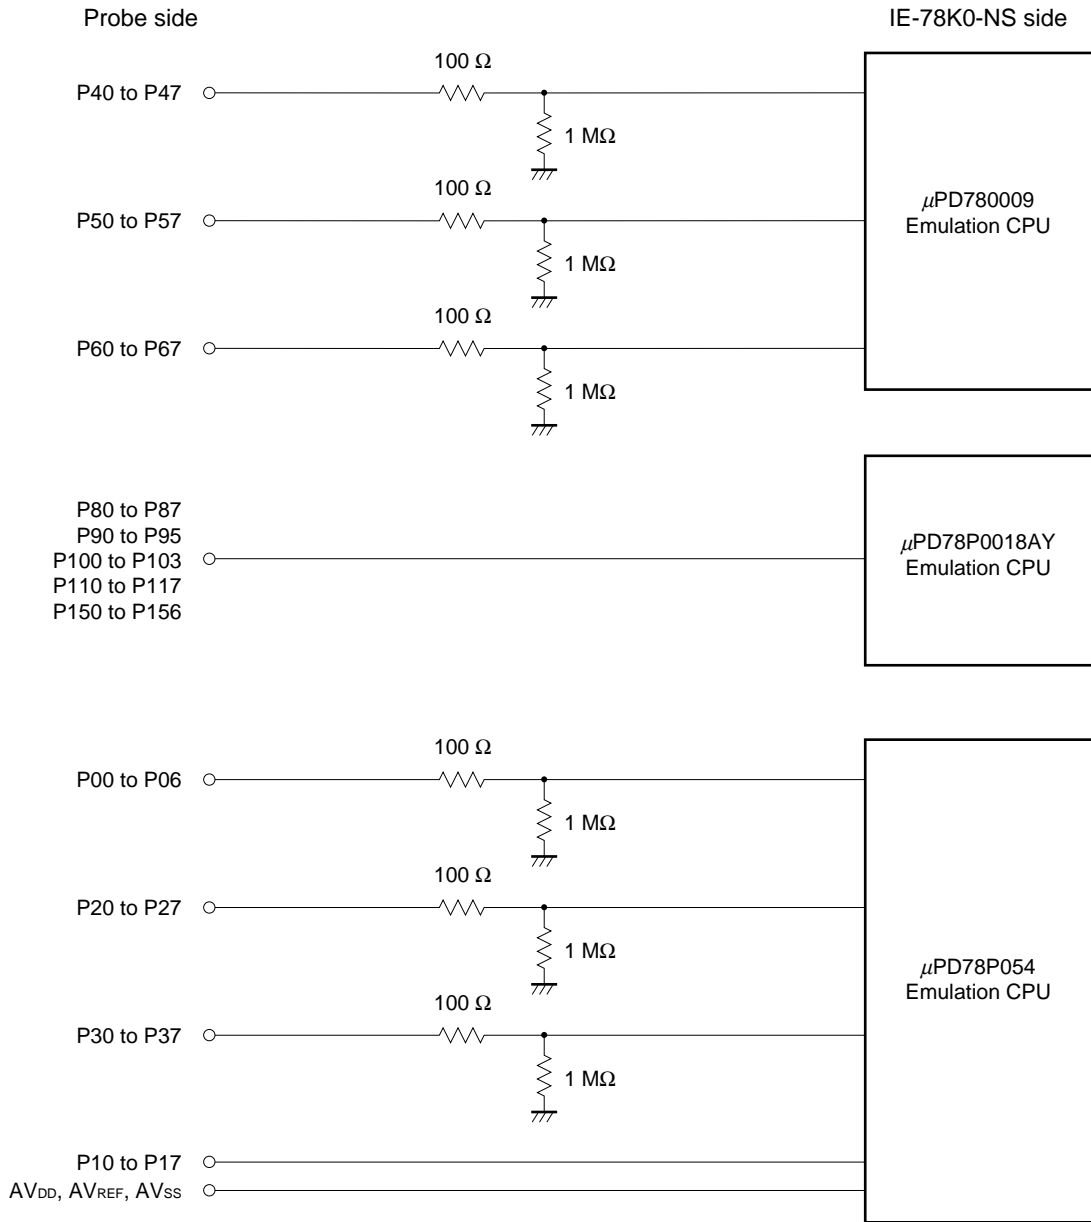 Probe side
IE-78K0-NS side
100 Ω
P40 to P47
1 MΩ
100 Ω
P50 to P57
1 MΩ
100 Ω
P60 to P67
1 MΩ
µPD780009
Emulation CPU
P80 to P87
P90 to P95
P100 to P103
P110 to P117
P150 to P156
µPD78P0018AY
Emulation CPU
100 Ω
P00 to P06
1 MΩ
100 Ω
P20 to P27
1 MΩ
100 Ω
P30 to P37
1 MΩ
P10 to P17
AVDD, AVREF, AVSS
µPD78P054
Emulation CPU